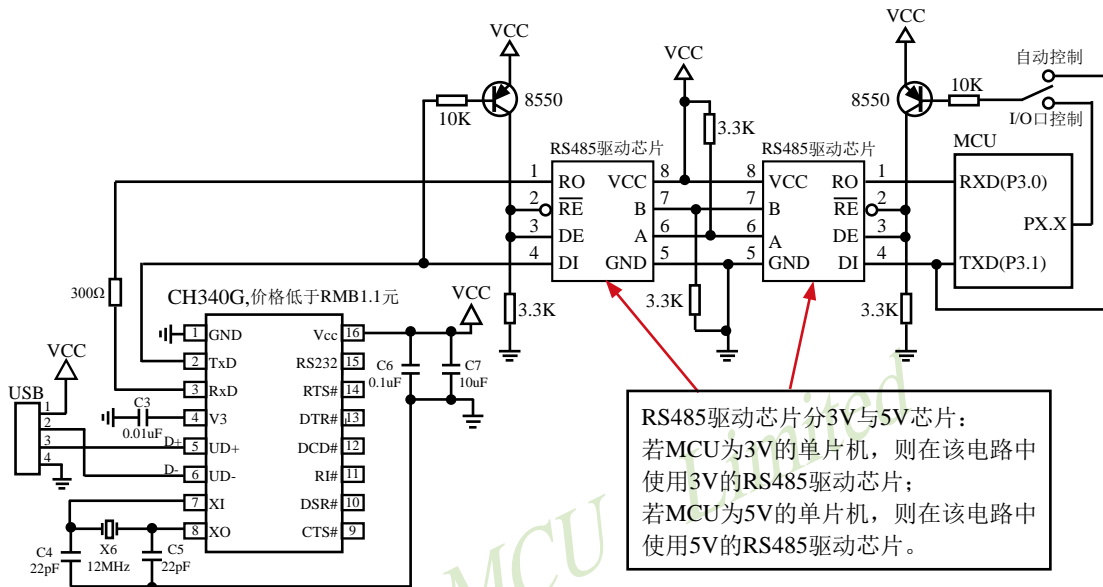 VCC
VCC
VCC
自动控制
8550
10K
8550
10K
I/O口控制
3.3K
RS485驱动芯片
RS485驱动芯片
MCU
1 RO VCC 8
8 VCC RO 1
RXD(P3.0)
2 RE B 7
7 B RE 2
PX.X
3 DE A 6
6 A DE 3
4 DI GND 5
5 GND DI 4
TXD(P3.1)
300Ω
CH340G,价格低于RMB1.1元
VCC
3.3K
3.3K
3.3K
1 GND Vcc 16
2 TxD RS232 15
3 RxD RTS# 14
4 V3 DTR# 13
5 UD+ DCD# 12
6 UD- RI# 11
7 XI DSR# 10
8 XO CTS# 9
C6
0.1uF
C7
10uF
VCC
USB
1
2
3
4
C3
0.01uF
D+
D-
C4
22pF
X6
12MHz
C5
22pF
RS485驱动芯片分3V与5V芯片：
若MCU为3V的单片机，则在该电路中
使用3V的RS485驱动芯片；
若MCU为5V的单片机，则在该电路中
使用5V的RS485驱动芯片。
MCU Limited